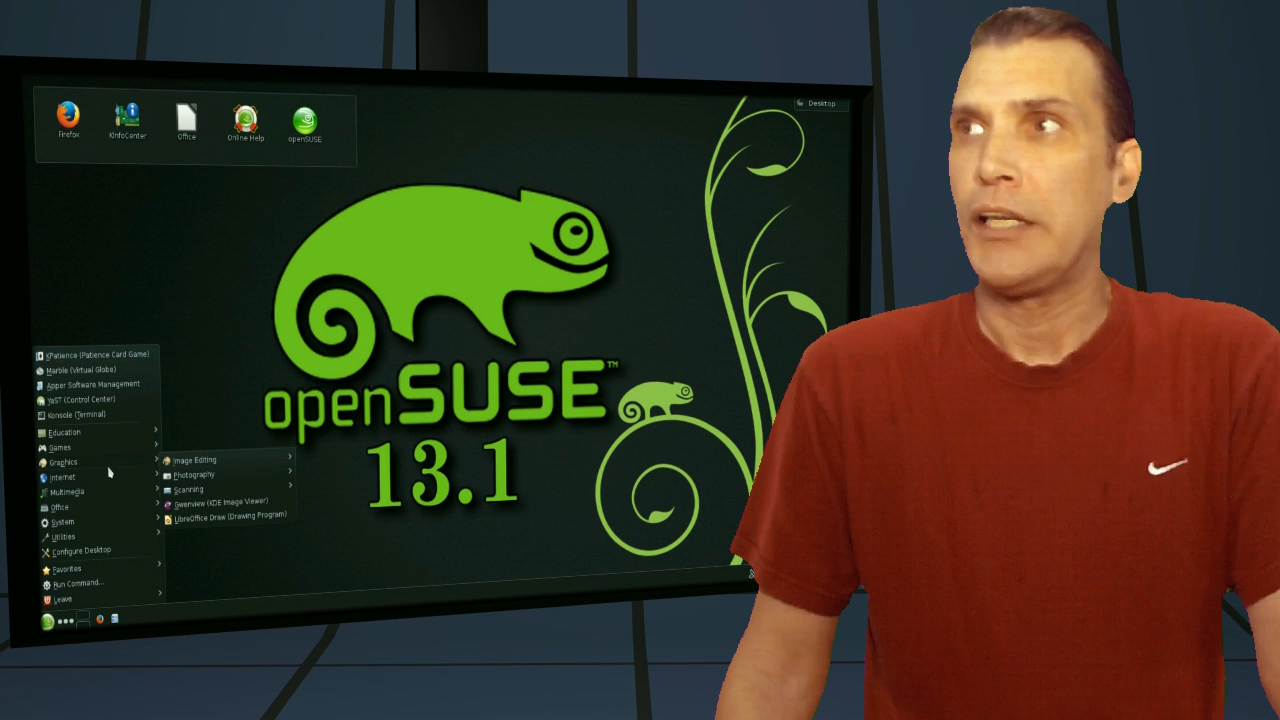 Desktop
Firefox
KInfoCenter
Office
Online Help
openSUSE
openSUSE™
13.1
KPatience (Patience Card Game)
Marble (Virtual Globe)
Apper Software Management
YaST (Control Center)
Konsole (Terminal)
Education
Games
Graphics
Internet
Multimedia
Office
System
Utilities
Configure Desktop
Favorites
Run Command...
Leave
Image Editing
Photography
Scanning
Gwenview (KDE Image Viewer)
LibreOffice Draw (Drawing Program)